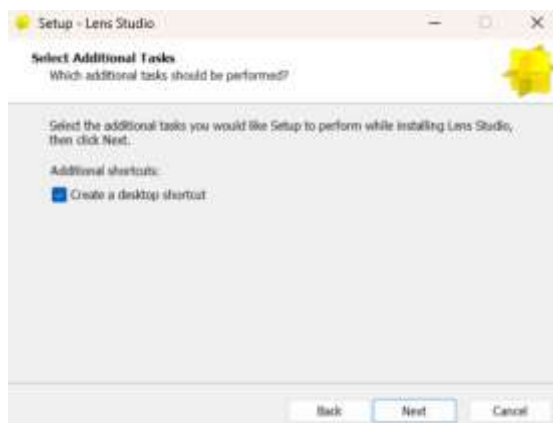 Setup - Lens Studio
Select Additional Tasks
Which additional tasks should be performed?
Select the additional tasks you would like Setup to perform while installing Lens Studio,
then click Next.
Additional shortcuts:
Create a desktop shortcut
Back Next Cancel